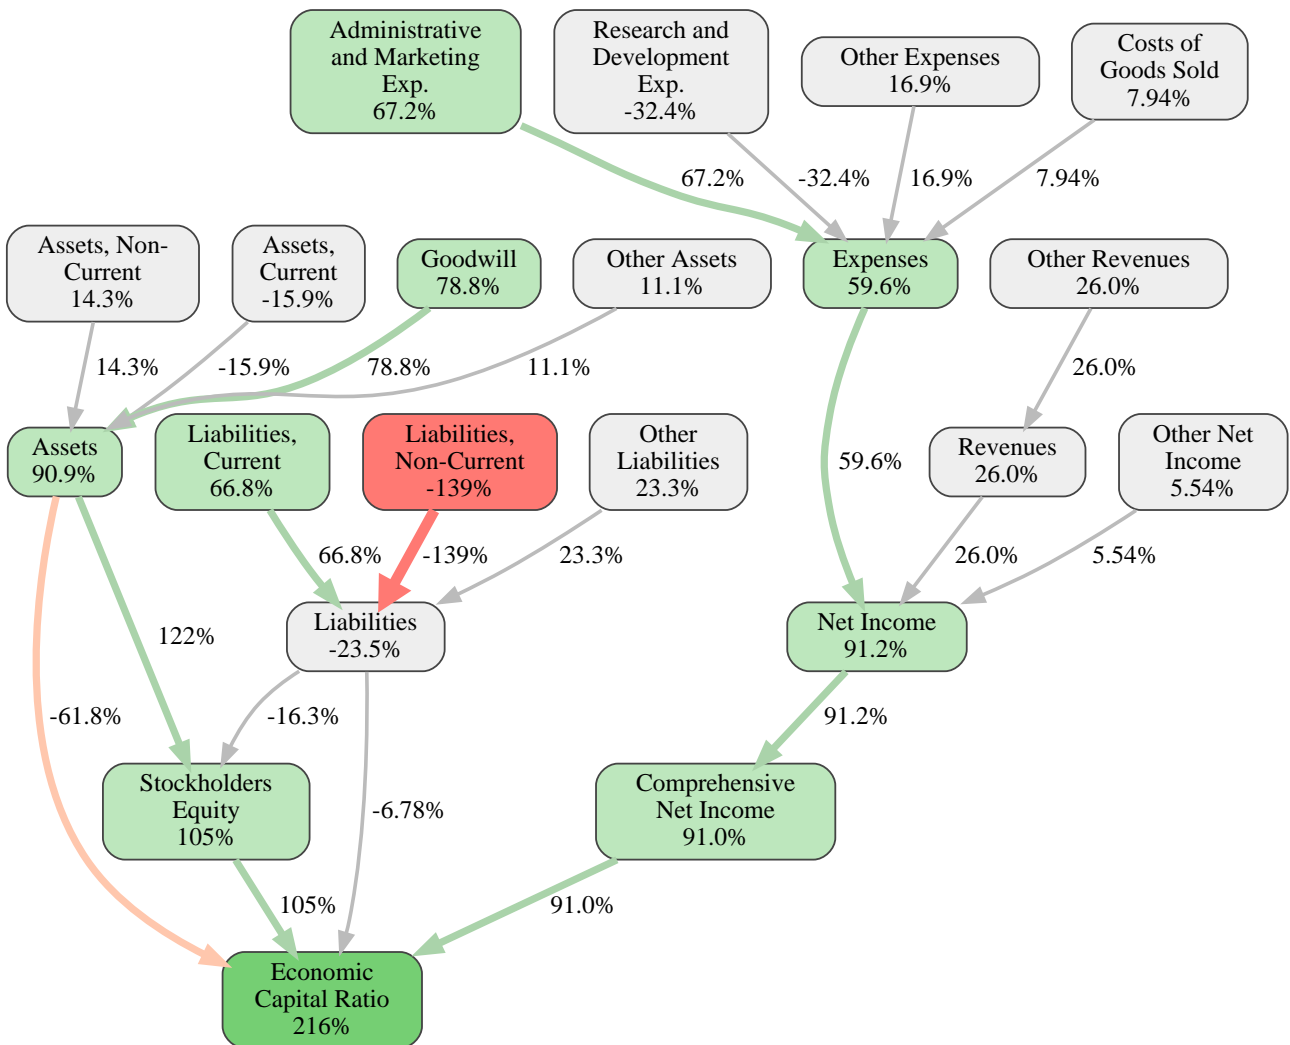 Administrative
and Marketing
Exp.
67.2%
Research and
Development
Exp.
-32.4%
Other Expenses
16.9%
Costs of
Goods Sold
7.94%
67.2%
-32.4%
16.9%
7.94%
Assets, Non-
Current
14.3%
Assets,
Current
-15.9%
Goodwill
78.8%
Other Assets
11.1%
Expenses
59.6%
Other Revenues
26.0%
14.3%
-15.9%
78.8%
11.1%
26.0%
Assets
90.9%
Liabilities,
Current
66.8%
Liabilities,
Non-Current
-139%
Other
Liabilities
23.3%
59.6%
Revenues
26.0%
Other Net
Income
5.54%
66.8%
-139%
23.3%
26.0%
5.54%
Liabilities
-23.5%
Net Income
91.2%
122%
-61.8%
-16.3%
91.2%
Stockholders
Equity
105%
-6.78%
Comprehensive
Net Income
91.0%
105%
91.0%
Economic
Capital Ratio
216%